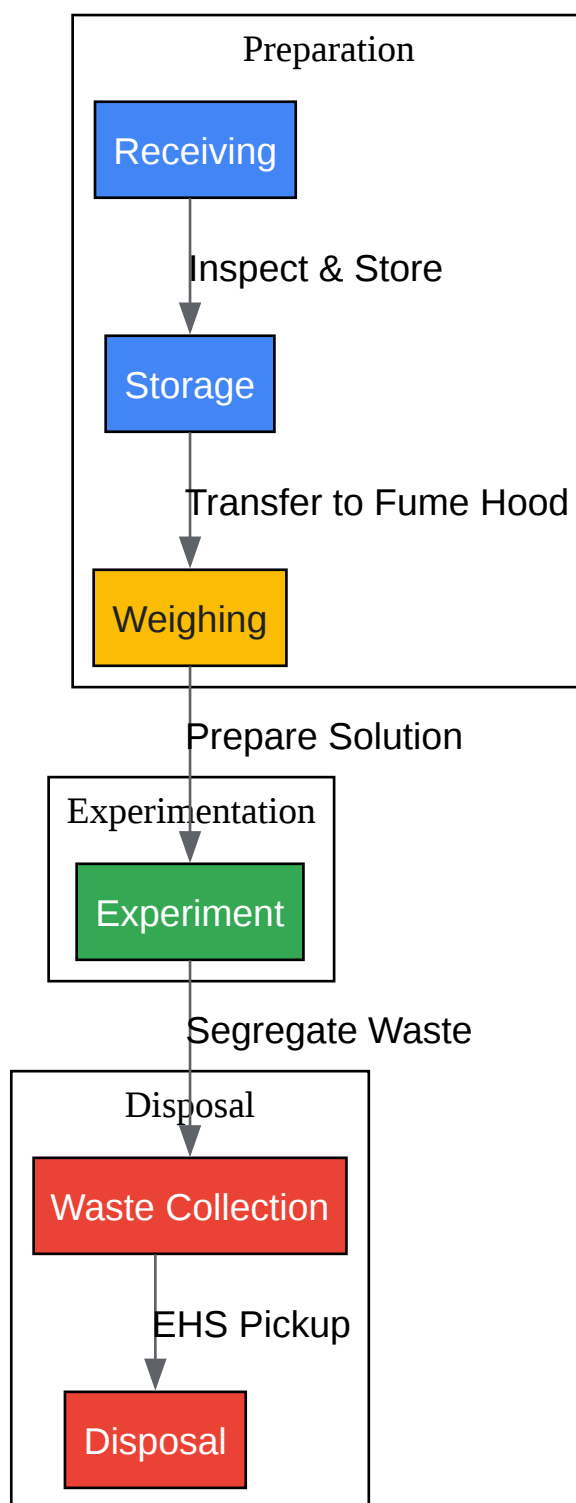 Preparation
Receiving
Inspect & Store
Storage
Transfer to Fume Hood
Weighing
Prepare Solution
Experimentation
Experiment
Segregate Waste
Disposal
Waste Collection
EHS Pickup
Disposal